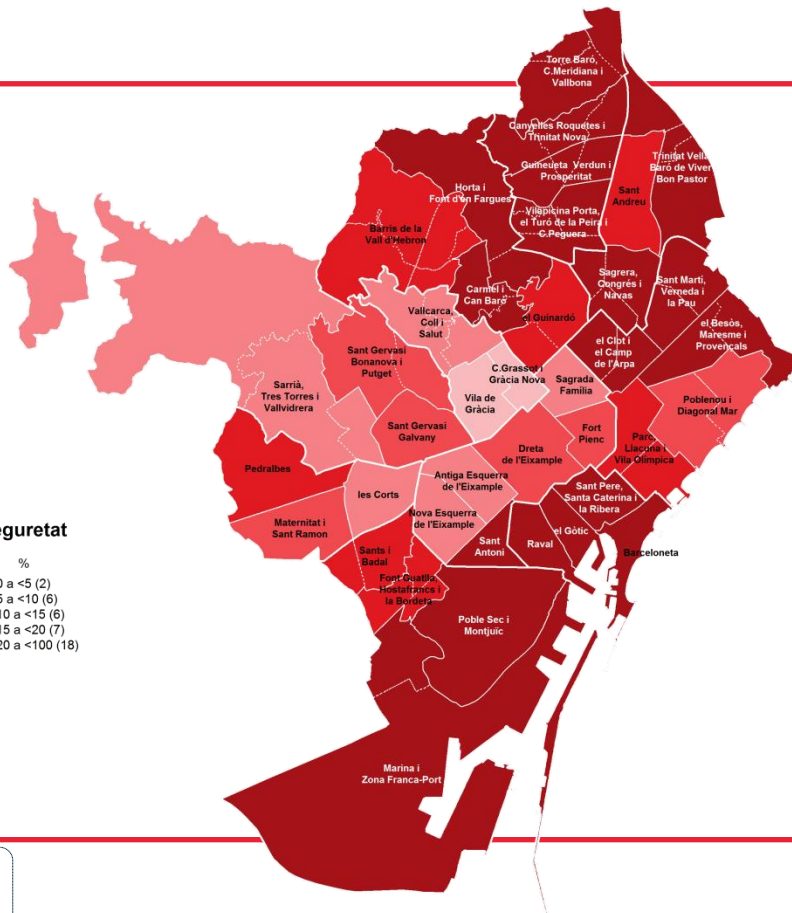 Torre Baró,
C.Meridiana i
Vallbona
Canyelles Roquetes i
Trinitat Nova
Guineueta Verdun i
Prosperitat
Trinitat Vella
Baró de Viver
Bon Pastor
Sant
Andreu
Horta i
Font d'en Fargues
Vilapicina Porta,
el Turó de la Peira i
C.Peguera
Barris de la
Vall d'Hebron
Sagrera,
Congrés i
Navas
Sant Martí,
Verneda i
la Pau
Carmel i
Can Baró
el Guinardó
Vallcarca,
Coll i
Salut
el Besòs,
Maresme i
Provençals
el Clot i
el Camp
de l'Arpa
Sant Gervasi
Bonanova i
Putget
C.Grassot i
Gràcia Nova
Sagrada
Família
Sarrià,
Tres Torres i
Vallvidrera
Vila de
Gràcia
Poblenou i
Diagonal Mar
Sant Gervasi
Galvany
Fort
Pienc
Parc,
Llacuna i
Vila Olímpica
Dreta
de l'Eixample
Pedralbes
Antiga Esquerra
de l'Eixample
les Corts
Sant Pere,
Santa Caterina i
la Ribera
Nova Esquerra
de l'Eixample
Maternitat i
Sant Ramon
el Gòtic
Sant
Antoni
Raval
Barceloneta
Sants i
Badal
Font Guatlla,
Hostafrancs i
la Bordeta
Poble Sec i
Montjuïc
Marina i
Zona Franca-Port
%
0 a <5 (2)
5 a <10 (6)
10 a <15 (6)
15 a <20 (7)
20 a <100 (18)